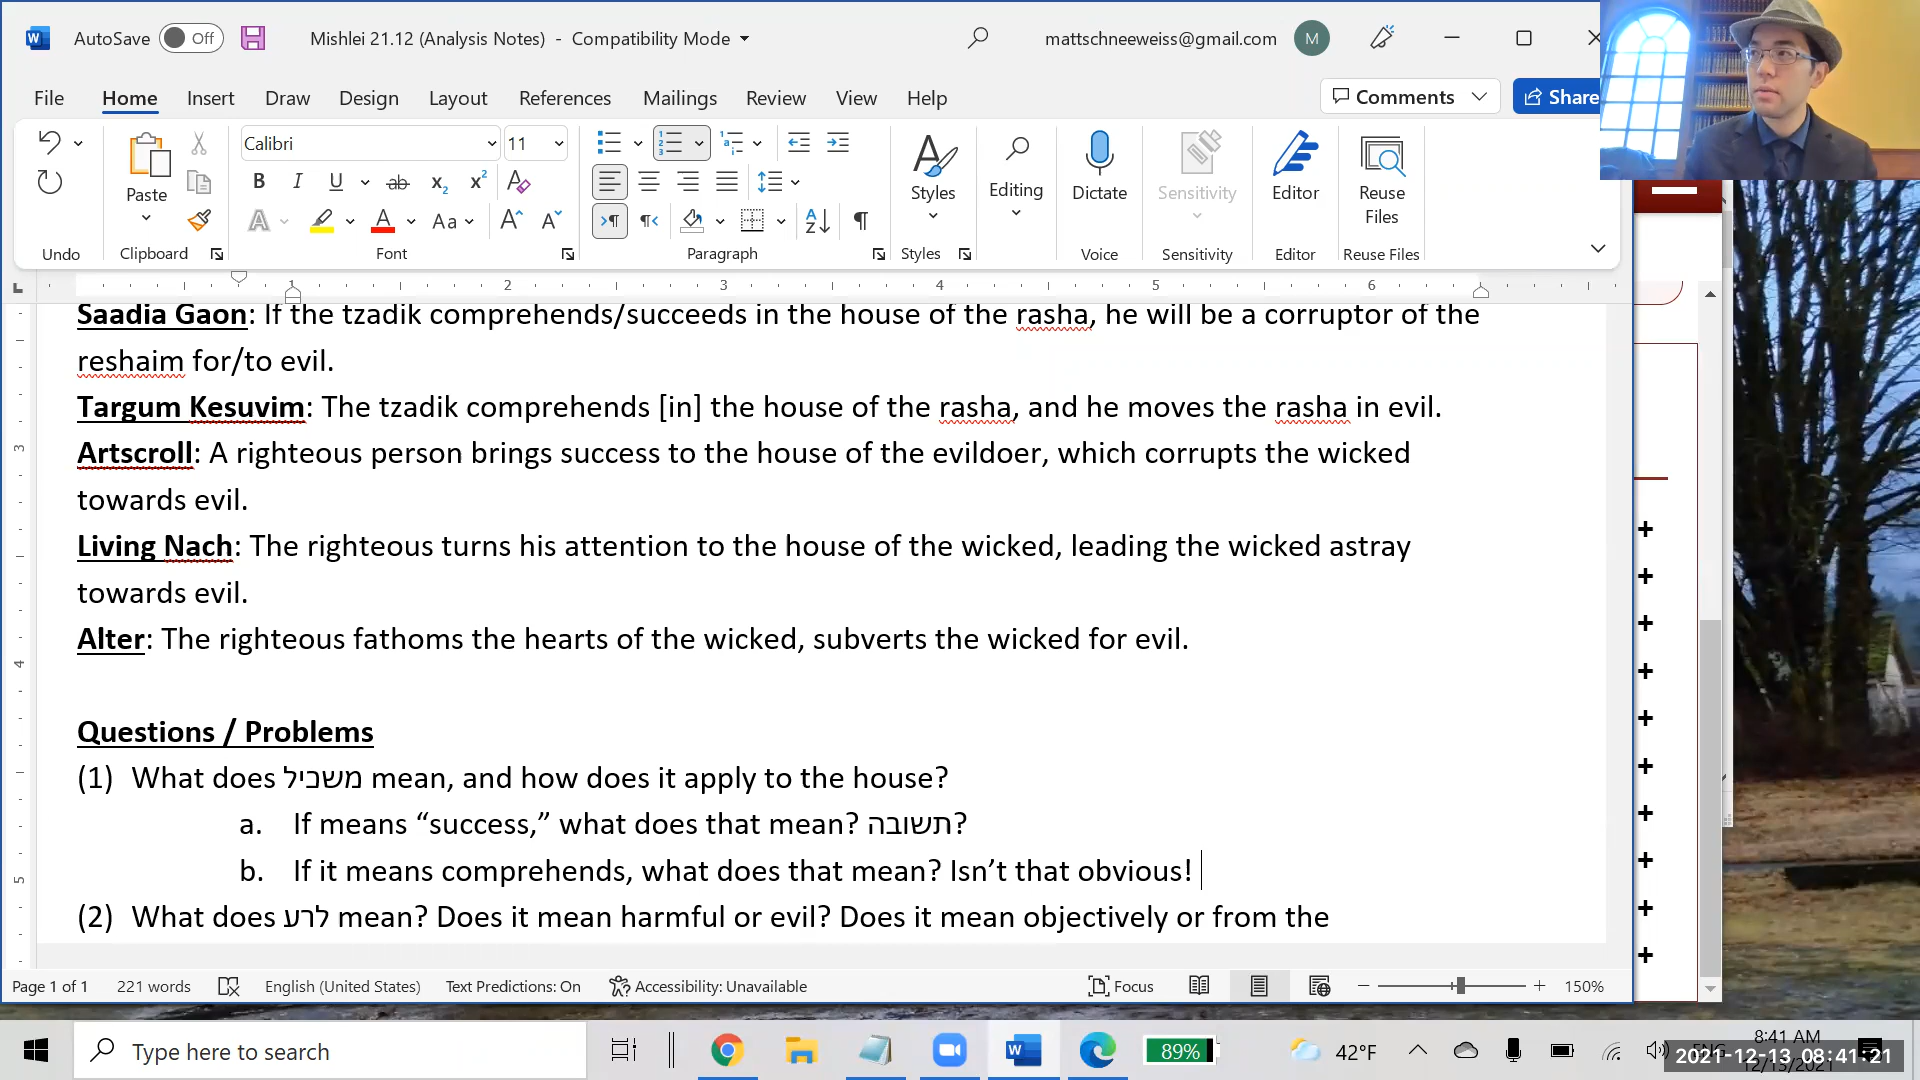 AutoSave Off Mishlei 21.12 (Analysis Notes) - Compatibility Mode mattschneeweiss@gmail.com M
File Home Insert Draw Design Layout References Mailings Review View Help Comments Share
Calibri 11
Paste Styles Editing Dictate Sensitivity Editor Reuse Files
Undo Clipboard Font Paragraph Styles Voice Sensitivity Editor Reuse Files
1 2 3 4 5 6
Saadia Gaon: If the tzadik comprehends/succeeds in the house of the rasha, he will be a corruptor of the
reshaim for/to evil.
Targum Kesuvim: The tzadik comprehends [in] the house of the rasha, and he moves the rasha in evil.
Artscroll: A righteous person brings success to the house of the evildoer, which corrupts the wicked
towards evil.
Living Nach: The righteous turns his attention to the house of the wicked, leading the wicked astray
towards evil.
Alter: The righteous fathoms the hearts of the wicked, subverts the wicked for evil.
Questions / Problems
(1) What does משכיל mean, and how does it apply to the house?
a. If means “success,” what does that mean? תשובה?
b. If it means comprehends, what does that mean? Isn’t that obvious!
(2) What does לרע mean? Does it mean harmful or evil? Does it mean objectively or from the
Page 1 of 1 221 words English (United States) Text Predictions: On Accessibility: Unavailable Focus 150%
Type here to search 89% 42°F 8:41 AM
2021-12-13 08:41:21